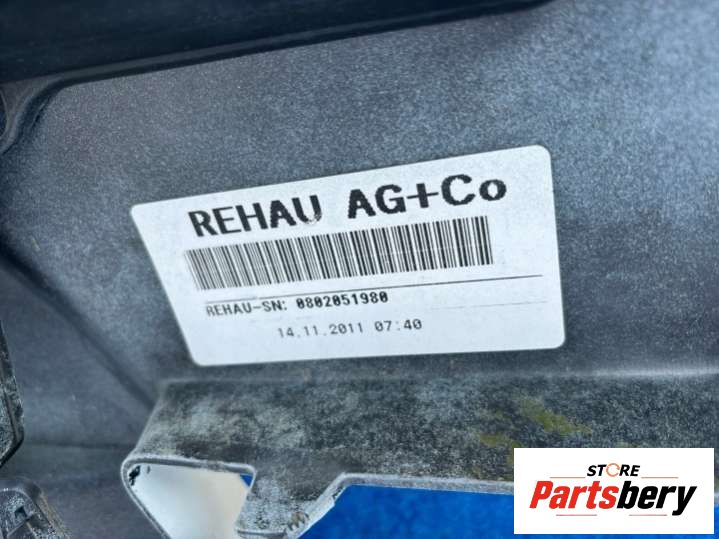 REHAU AG+Co
REHAU-SN: 0802051980
14.11.2011 07:40
STORE
Partsbery